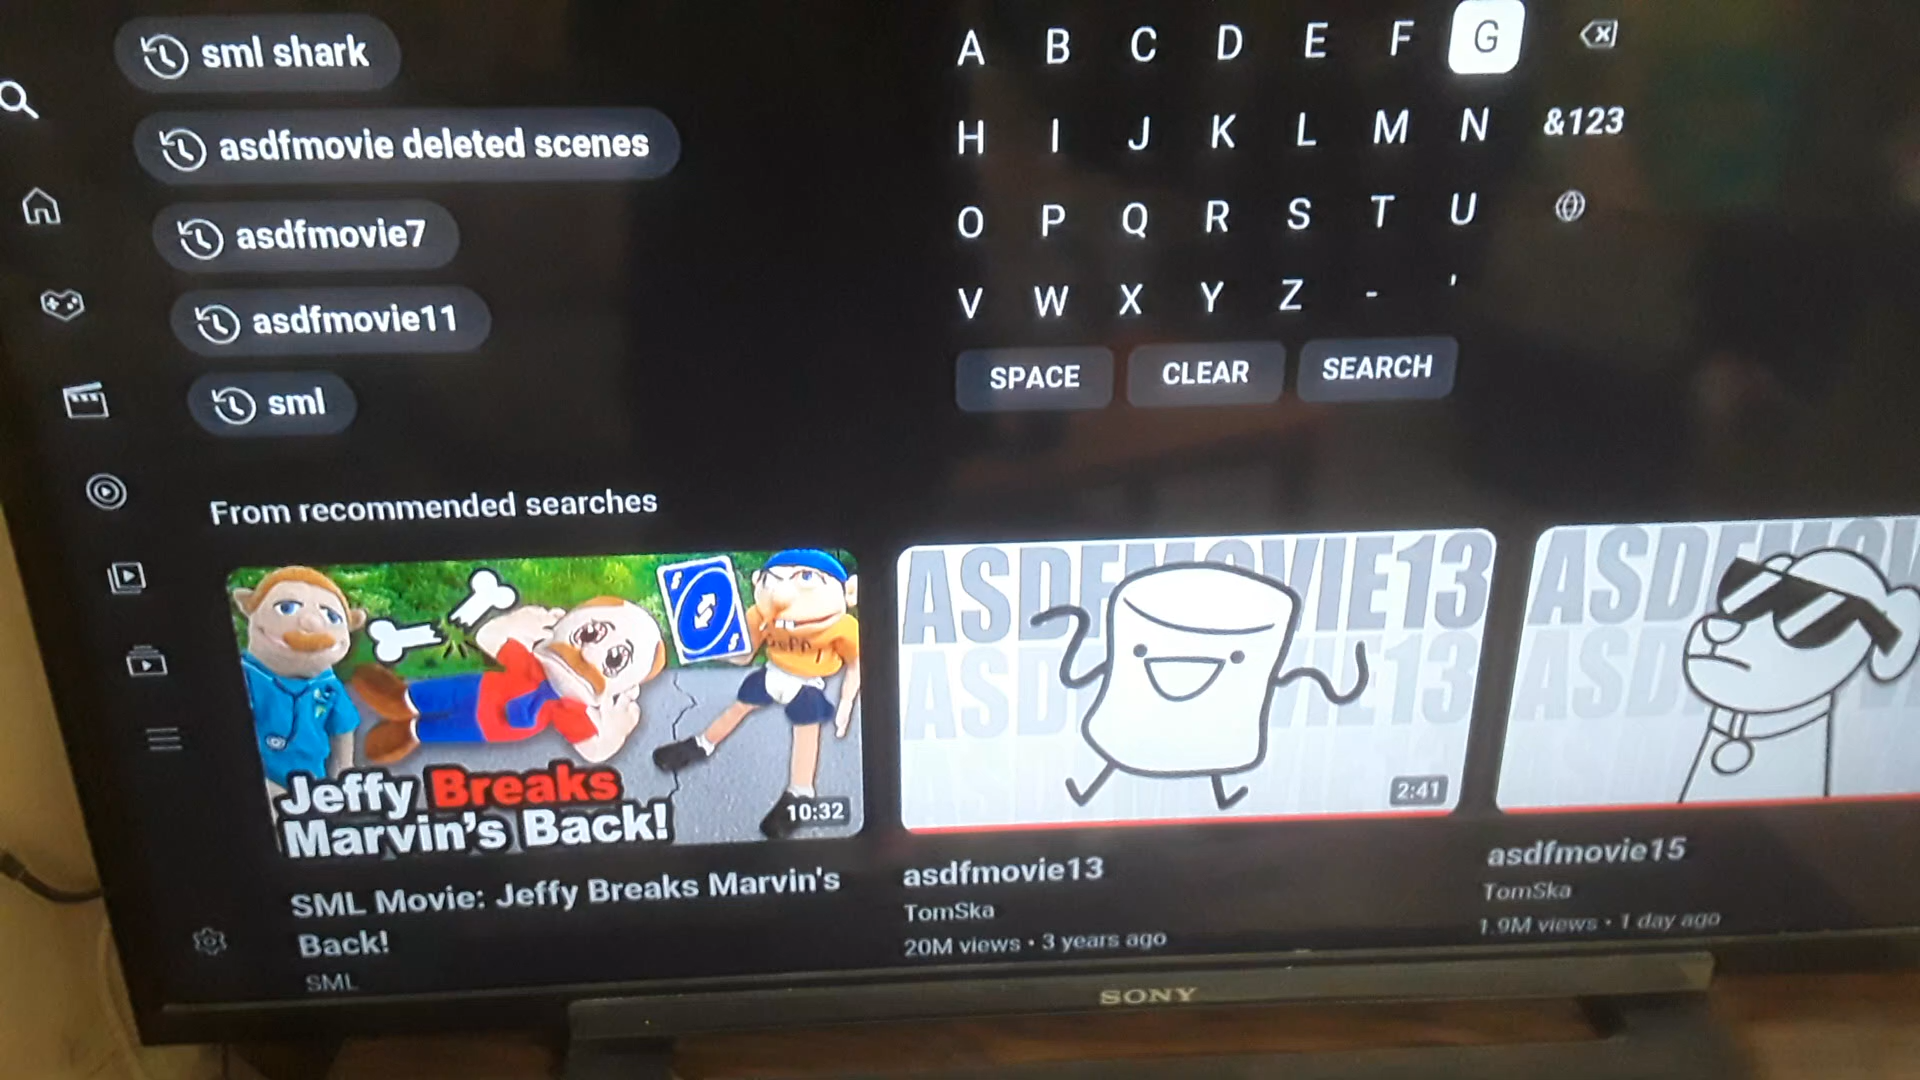 sml shark
asdfmovie deleted scenes
asdfmovie7
asdfmovie11
sml
A B C D E F G
H I J K L M N &123
O P Q R S T U
V W X Y Z - '
SPACE CLEAR SEARCH
From recommended searches
Jeffy Breaks
Marvin's Back!
10:32
SML Movie: Jeffy Breaks Marvin's
Back!
SML
ASDFMOVIE13
ASDFMOVIE13
2:41
asdfmovie13
TomSka
20M views • 3 years ago
asdfmovie15
TomSka
1.9M views • 1 day ago
SONY